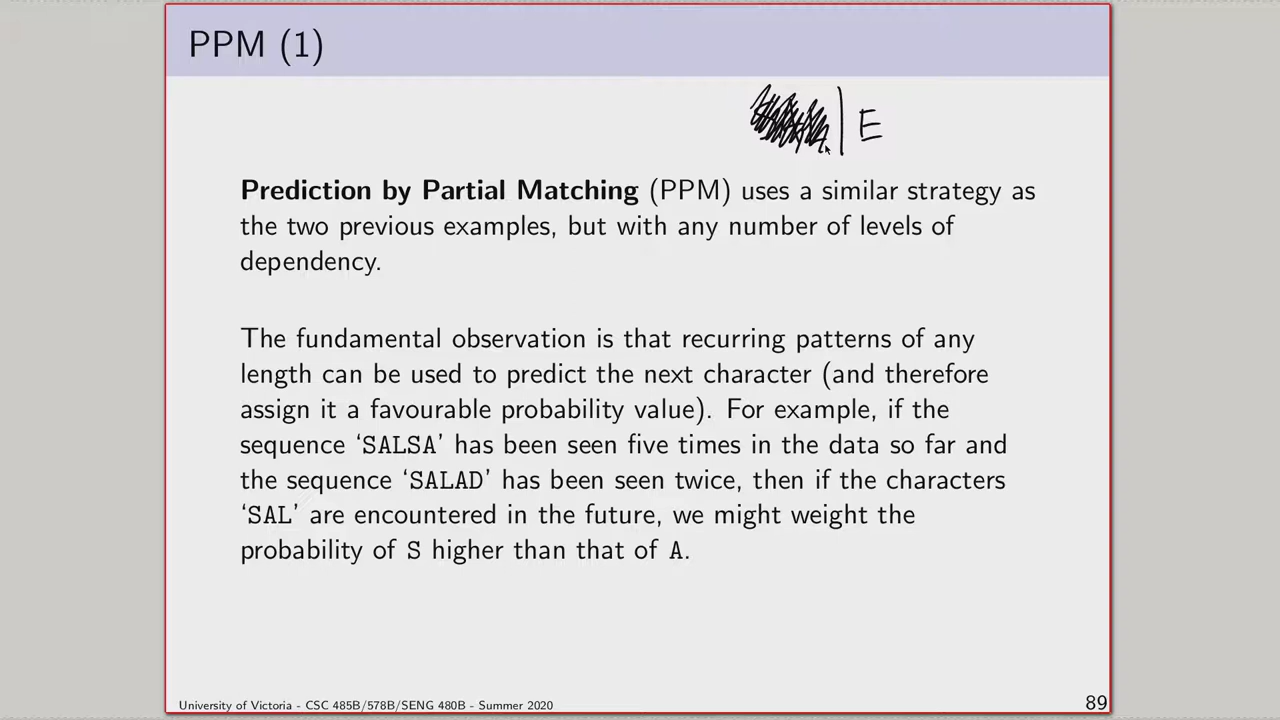 PPM (1)
E
Prediction by Partial Matching (PPM) uses a similar strategy as
the two previous examples, but with any number of levels of
dependency.
The fundamental observation is that recurring patterns of any
length can be used to predict the next character (and therefore
assign it a favourable probability value). For example, if the
sequence ‘SALSA’ has been seen five times in the data so far and
the sequence ‘SALAD’ has been seen twice, then if the characters
‘SAL’ are encountered in the future, we might weight the
probability of S higher than that of A.
University of Victoria - CSC 485B/578B/SENG 480B - Summer 2020
89